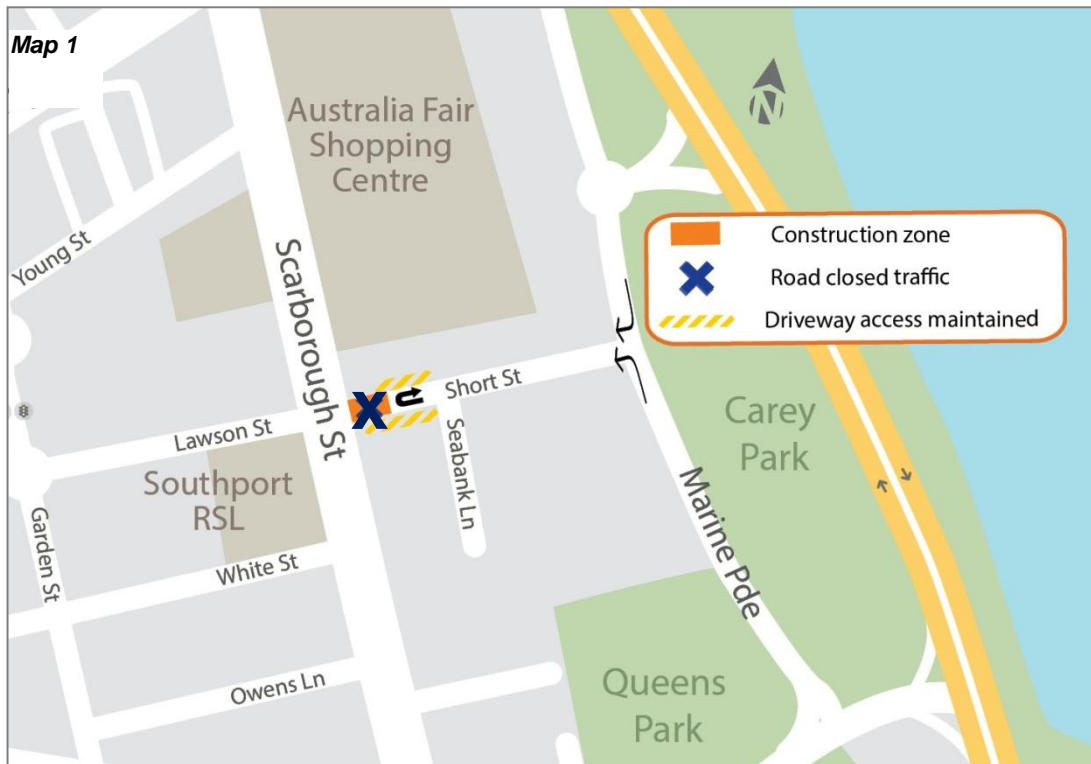 Map 1
Australia Fair
Shopping
Centre
N
Construction zone
Road closed traffic
Driveway access maintained
Young St
Scarborough St
Short St
Lawson St
Seabank Ln
Carey
Park
Southport
RSL
Garden St
White St
Marine Pde
Owens Ln
Queens
Park